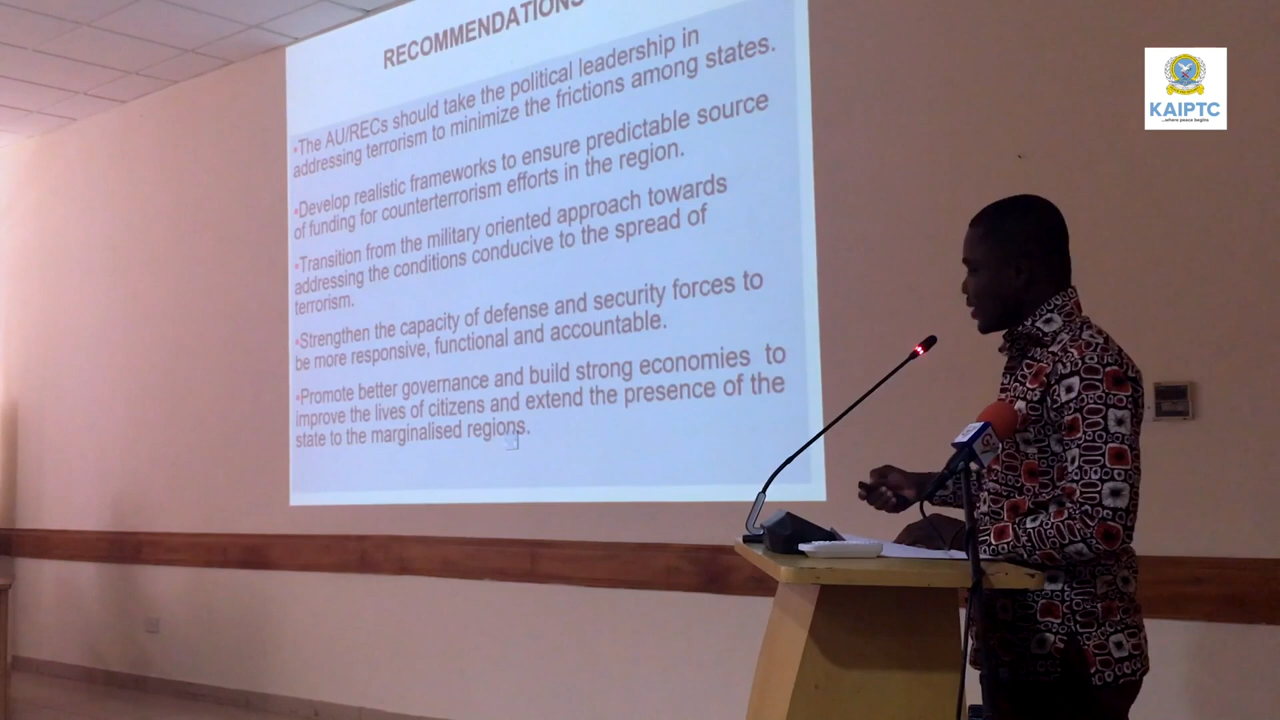 RECOMMENDATIONS
•The AU/RECs should take the political leadership in
addressing terrorism to minimize the frictions among states.
•Develop realistic frameworks to ensure predictable source
of funding for counterterrorism efforts in the region.
•Transition from the military oriented approach towards
addressing the conditions conducive to the spread of
terrorism.
•Strengthen the capacity of defense and security forces to
be more responsive, functional and accountable.
•Promote better governance and build strong economies to
improve the lives of citizens and extend the presence of the
state to the marginalised regions.
KAIPTC
...where peace begins